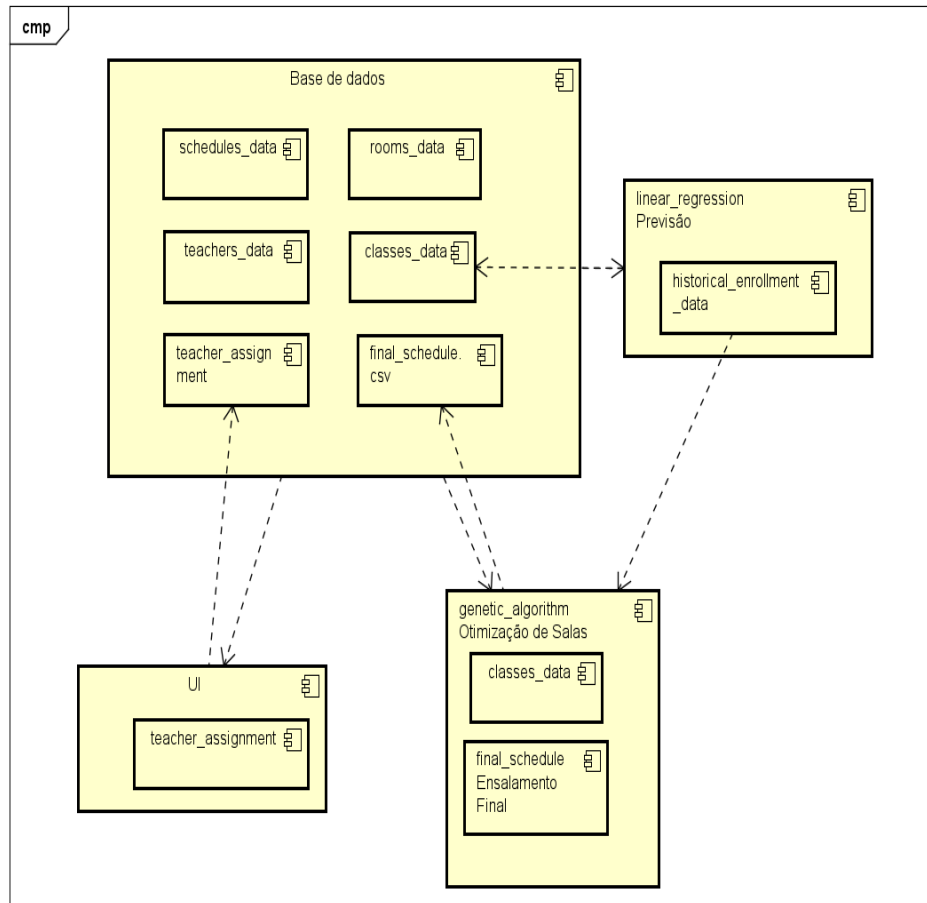 cmp
Base de dados
schedules_data
rooms_data
linear_regression
Previsão
teachers_data
classes_data
historical_enrollment
_data
teacher_assign
ment
final_schedule.
csv
genetic_algorithm
Otimização de Salas
classes_data
UI
teacher_assignment
final_schedule
Ensalamento
Final